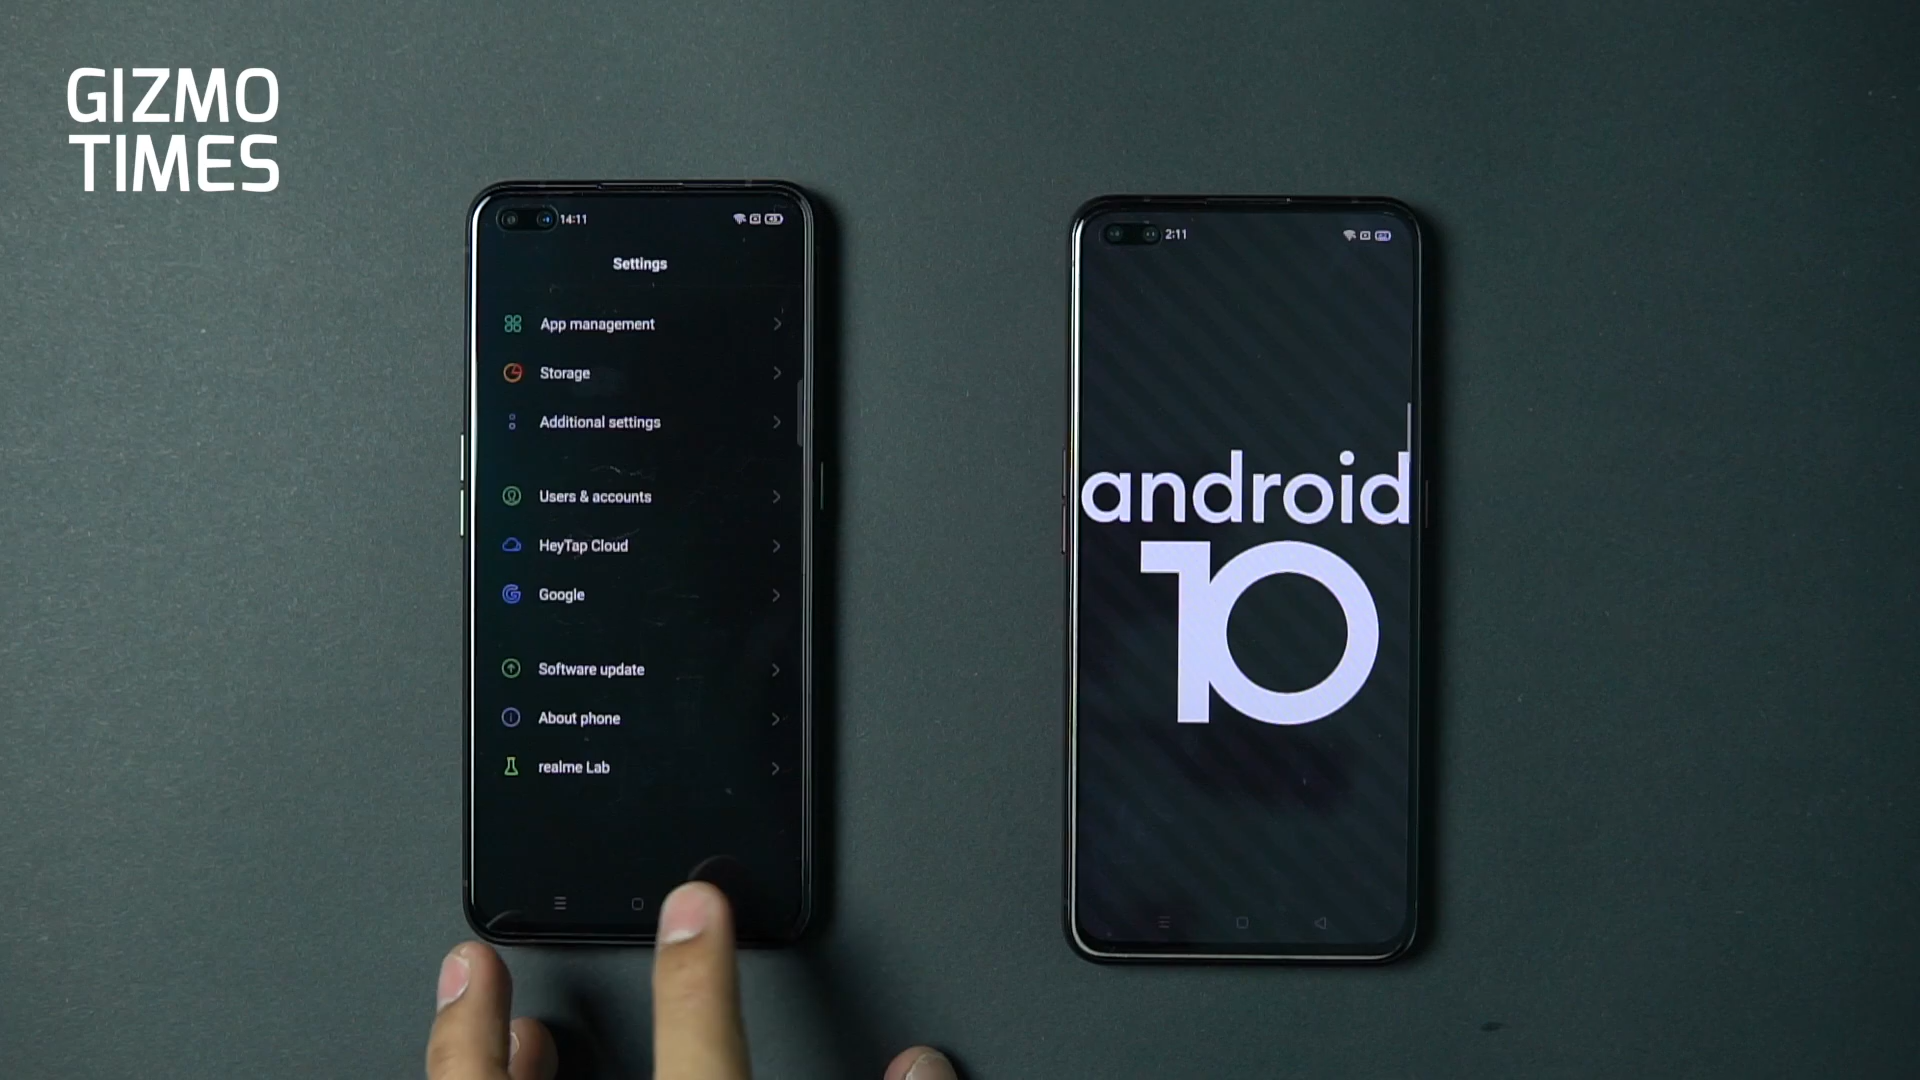 GIZMO
TIMES
14:11
Settings
App management
Storage
Additional settings
Users & accounts
HeyTap Cloud
Google
Software update
About phone
realme Lab
2:11
android
10